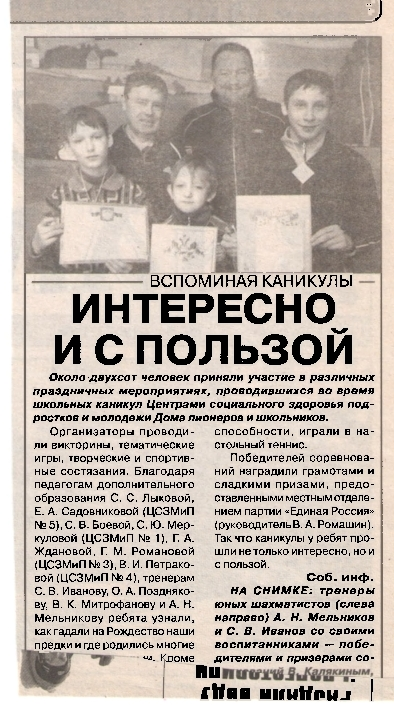 ВСПОМИНАЯ КАНИКУЛЫ
ИНТЕРЕСНО
И С ПОЛЬЗОЙ
Около двухсот человек приняли участие в различных
праздничных мероприятиях, проводившихся во время
школьных каникул Центрами социального здоровья под-
ростков и молодежи Дома пионеров и школьников.
Организаторы проводи-
ли викторины, тематические
игры, творческие и спортив-
ные состязания. Благодаря
педагогам дополнительного
образования С. С. Лыковой,
Е. А. Садовниковой (ЦСЗМиП
№ 5), С. В. Боевой, С. Ю. Мер-
куловой (ЦСЗМиП № 1), Г. А.
Ждановой, Г. М. Романовой
(ЦСЗМиП № 3), В. И. Петрако-
вой (ЦСЗМиП № 4), тренерам
С. В. Иванову, О. А. Поздняко-
ву, В. К. Митрофанову и А. Н.
Мельникову ребята узнали,
как гадали на Рождество наши
предки и где родились многие
Кроме
способности, играли в на-
стольный теннис.
Победителей соревнова-
ний наградили грамотами и
сладкими призами, предо-
ставленными местным отделе-
нием партии «Единая Россия»
(руководитель В. А. Ромашин).
Так что каникулы у ребят про-
шли не только интересно, но и
с пользой.
Соб. инф.
НА СНИМКЕ: тренеры
юных шахматистов (слева
направо) А. Н. Мельников
и С. В. Иванов со своими
воспитанниками — побе-
дителями и призерами со-
В. Калякиным,